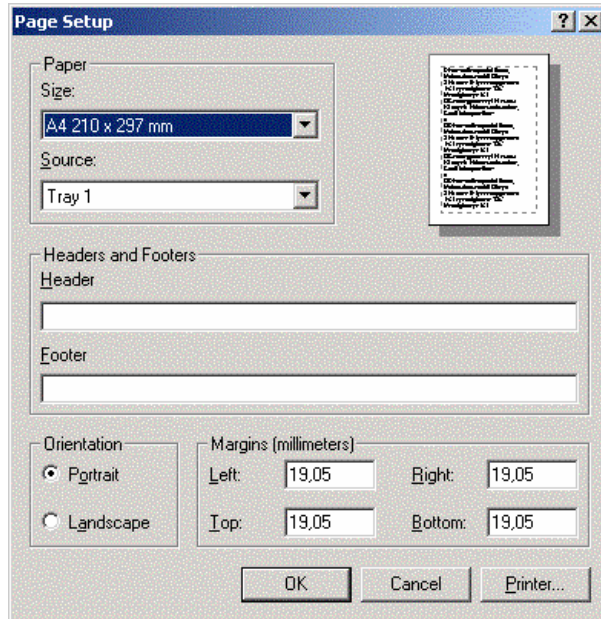 Page Setup
Paper
Size:
A4 210 x 297 mm
Source:
Tray 1
Headers and Footers
Header
Footer
Orientation
Portrait
Landscape
Margins (millimeters)
Left: 19,05 Right: 19,05
Top: 19,05 Bottom: 19,05
OK Cancel Printer...